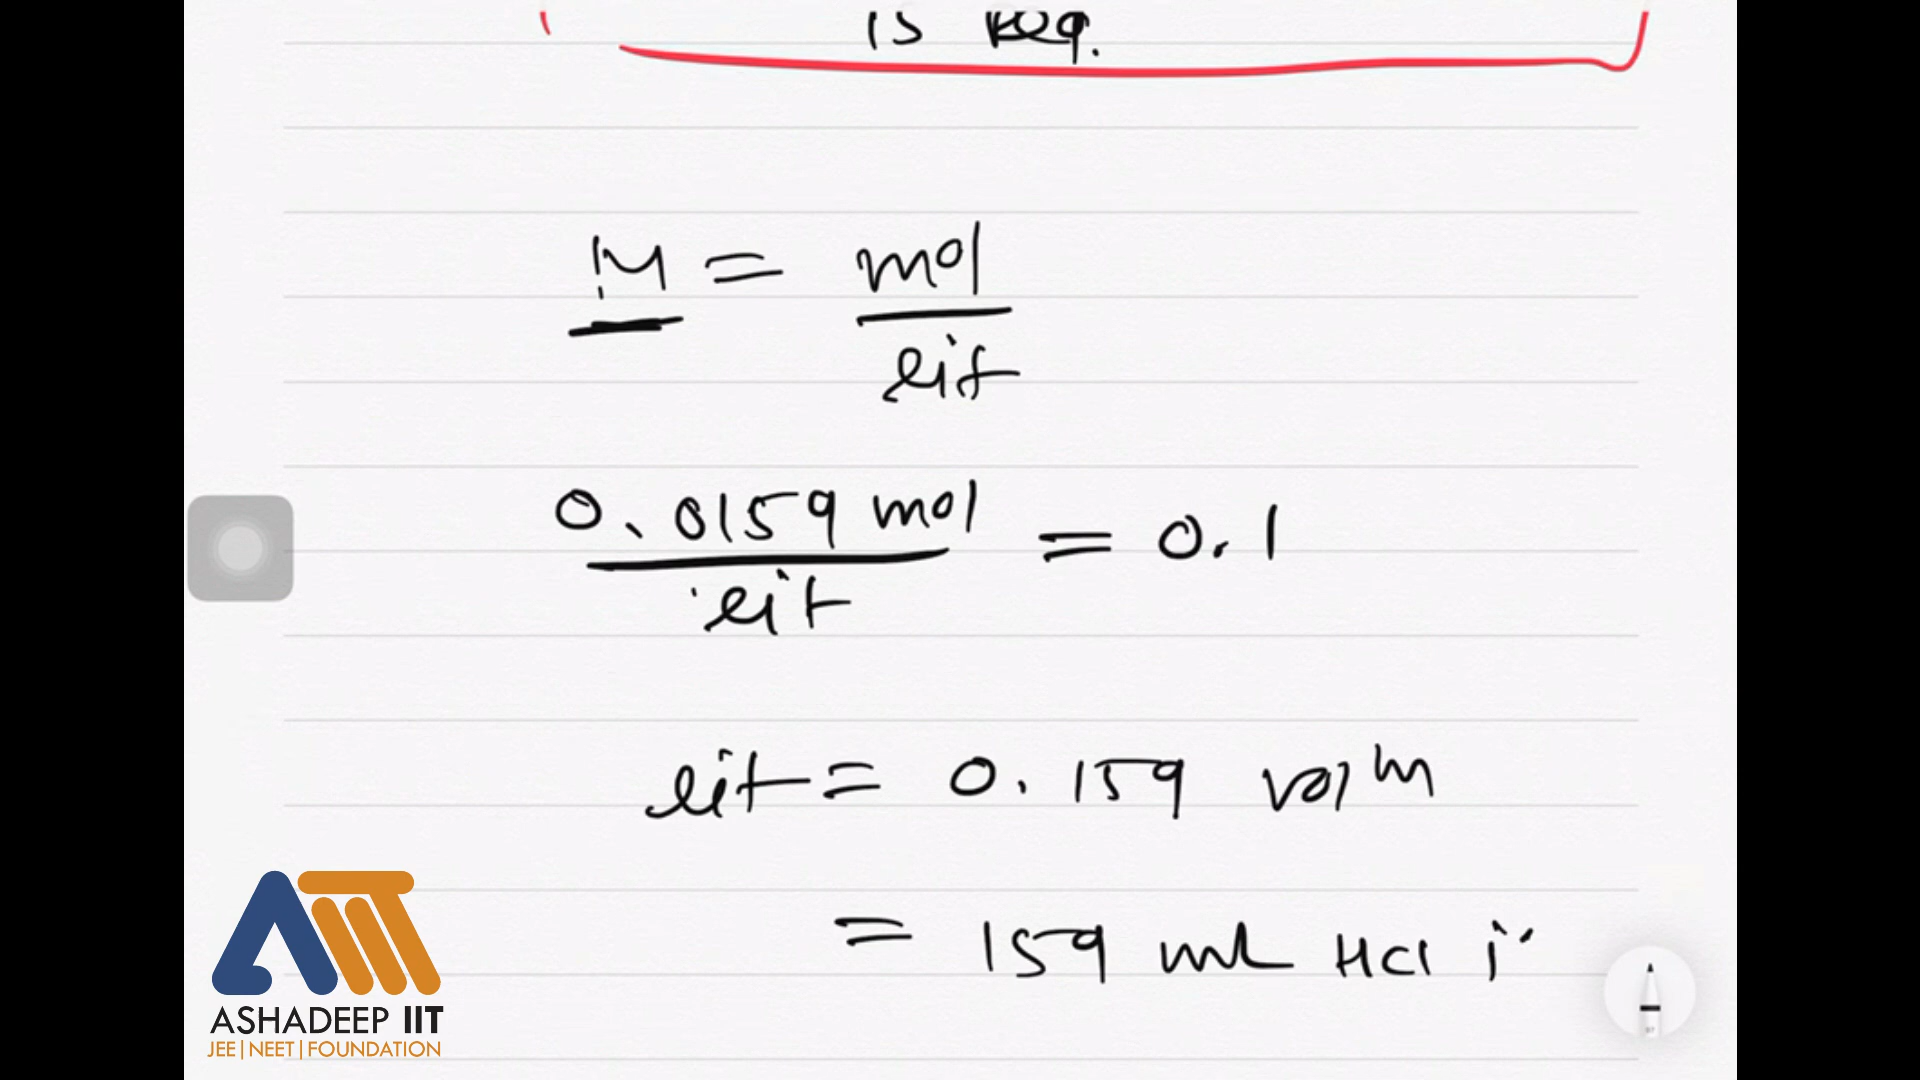 is req.
M = mol
lit
0.0159 mol = 0.1
lit
lit = 0.159 vol m
= 159 ml HCl i
ASHADEEP IIT
JEE | NEET | FOUNDATION